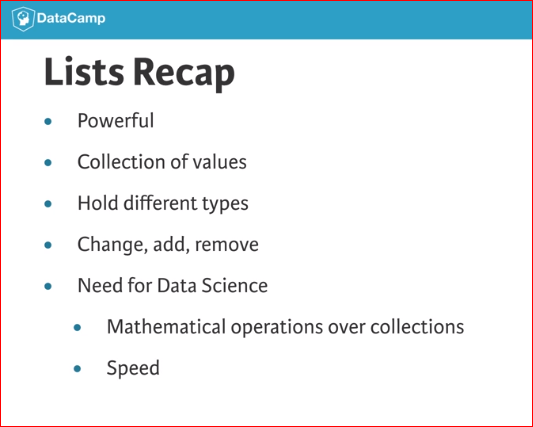 DataCamp
Lists Recap
• Powerful
• Collection of values
• Hold different types
• Change, add, remove
• Need for Data Science
• Mathematical operations over collections
• Speed